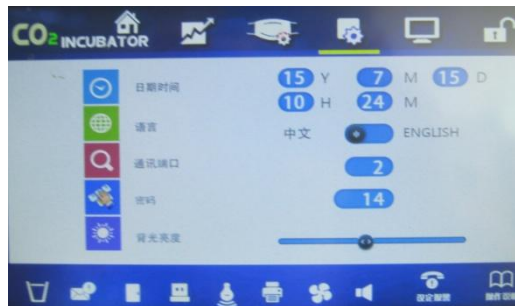 CO2 INCUBATOR
日期时间 15 Y 7 M 15 D
10 H 24 M
语言 中文 ENGLISH
通讯端口 2
密码 14
背光亮度